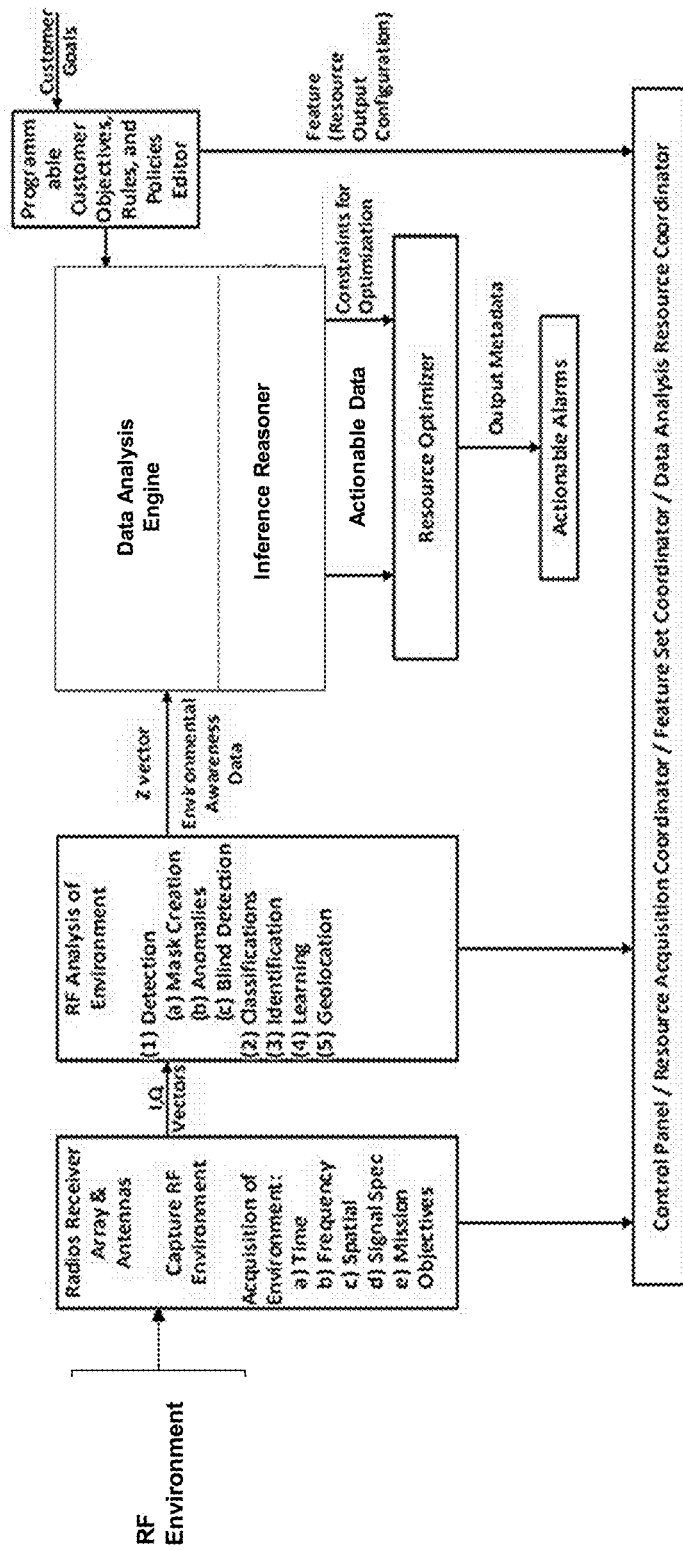 RF
Environment
Radios Receiver
Array &
Antennas
Capture RF
Environment
Acquisition of
Environment:
a) Time
b) Frequency
c) Spatial
d) Signal Spec
e) Mission
Objectives
I,Q
Vectors
RF Analysis of
Environment
(1) Detection
(a) Mask Creation
(b) Anomalies
(c) Blind Detection
(2) Classifications
(3) Identification
(4) Learning
(5) Geolocation
Z vector
Environmental
Awareness
Data
Data Analysis
Engine
Inference Reasoner
Programm
able
Customer
Objectives,
Rules, and
Policies
Editor
Customer
Goals
Actionable Data
Constraints for
Optimization
Resource Optimizer
Output Metadata
Actionable Alarms
Feature
(Resource
Output
Configuration)
Control Panel / Resource Acquisition Coordinator / Feature Set Coordinator / Data Analysis Resource Coordinator